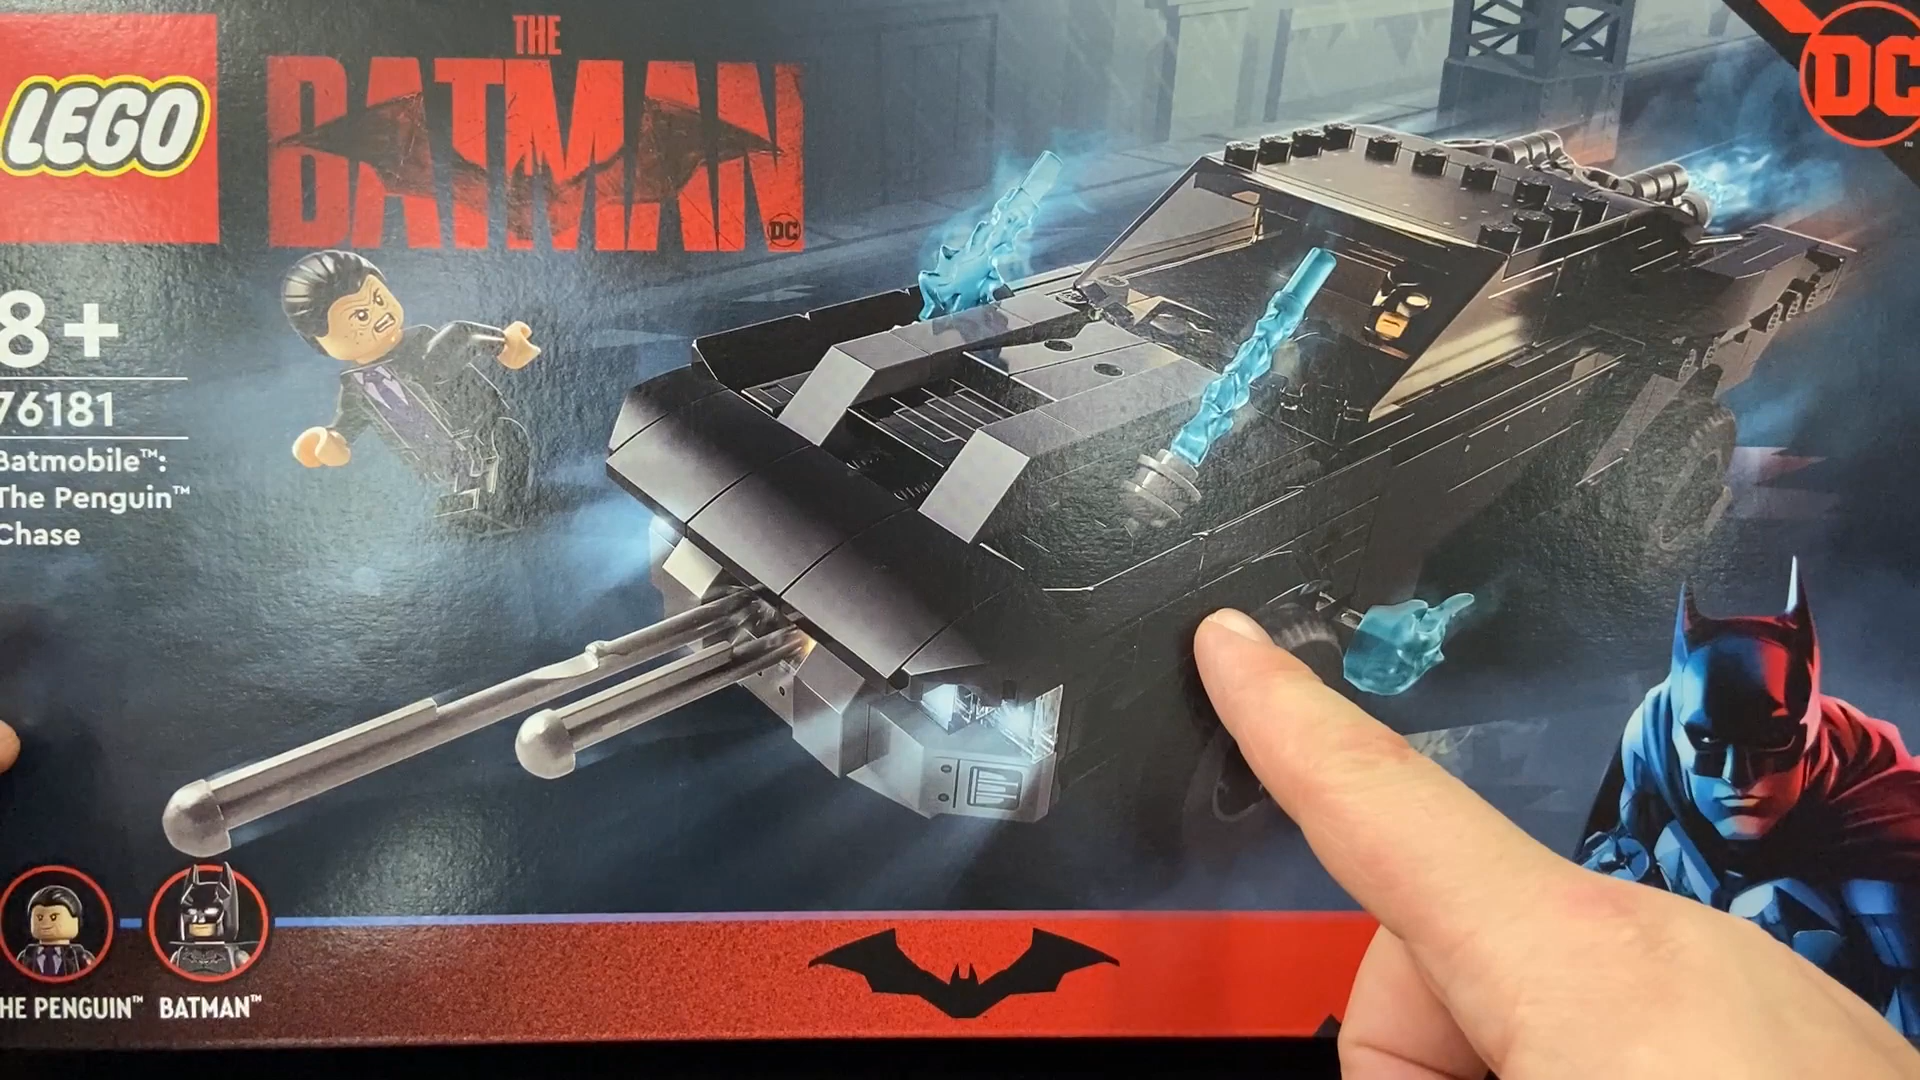 LEGO
THE
BATMAN
DC
DC
8+
76181
Batmobile™:
The Penguin™
Chase
HE PENGUIN™
BATMAN™